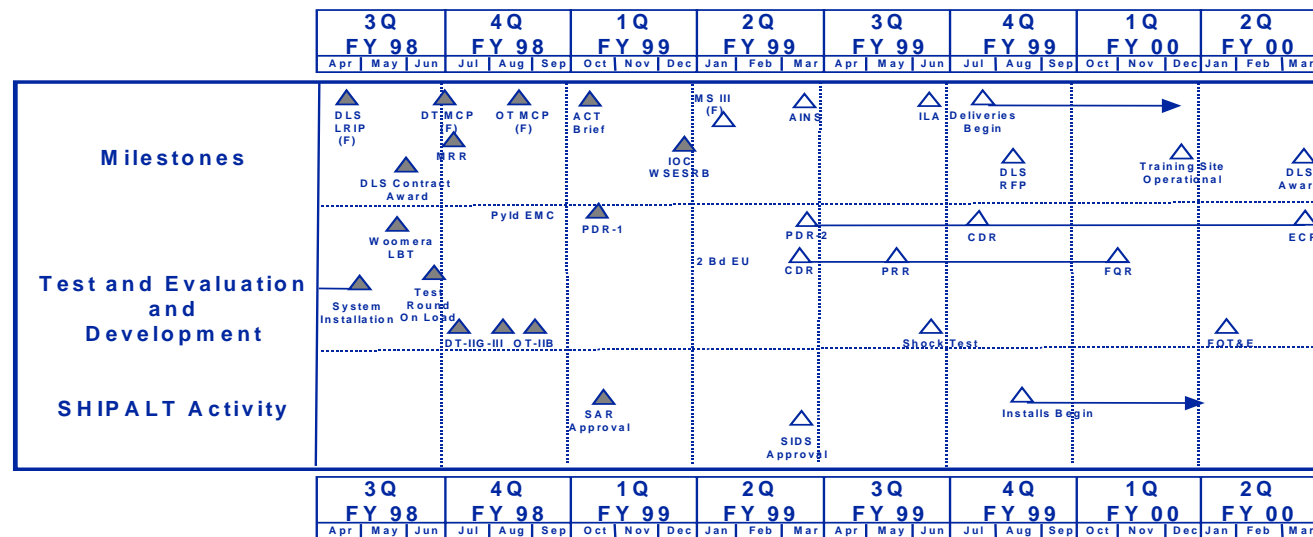 3Q 4Q 1Q 2Q 3Q 4Q 1Q 2Q
FY 98 FY 98 FY 99 FY 99 FY 99 FY 99 FY 00 FY 00
Apr May Jun Jul Aug Sep Oct Nov Dec Jan Feb Mar Apr May Jun Jul Aug Sep Oct Nov Dec Jan Feb Mar
Milestones
DLS
LRIP
(F)
DT MCP
(F)
OT MCP
(F)
ACT
Brief
MS III
(F)
AINS
ILA
Deliveries
Begin
MRR
DLS Contract
Award
IOC
WSESRB
DLS
RFP
Training Site
Operational
DLS
Awar
Test and Evaluation
and
Development
Pyld EMC
PDR-1
PDR-2
CDR
ECP
Woomera
LBT
2 Bd EU
CDR
PRR
FQR
System
Installation
Test
Round
On Load
DT-IIG-III OT-IIB
Shock Test
FOT&E
SHIPALT Activity
SAR
Approval
SIDS
Approval
Installs Begin
3Q 4Q 1Q 2Q 3Q 4Q 1Q 2Q
FY 98 FY 98 FY 99 FY 99 FY 99 FY 99 FY 00 FY 00
Apr May Jun Jul Aug Sep Oct Nov Dec Jan Feb Mar Apr May Jun Jul Aug Sep Oct Nov Dec Jan Feb Mar